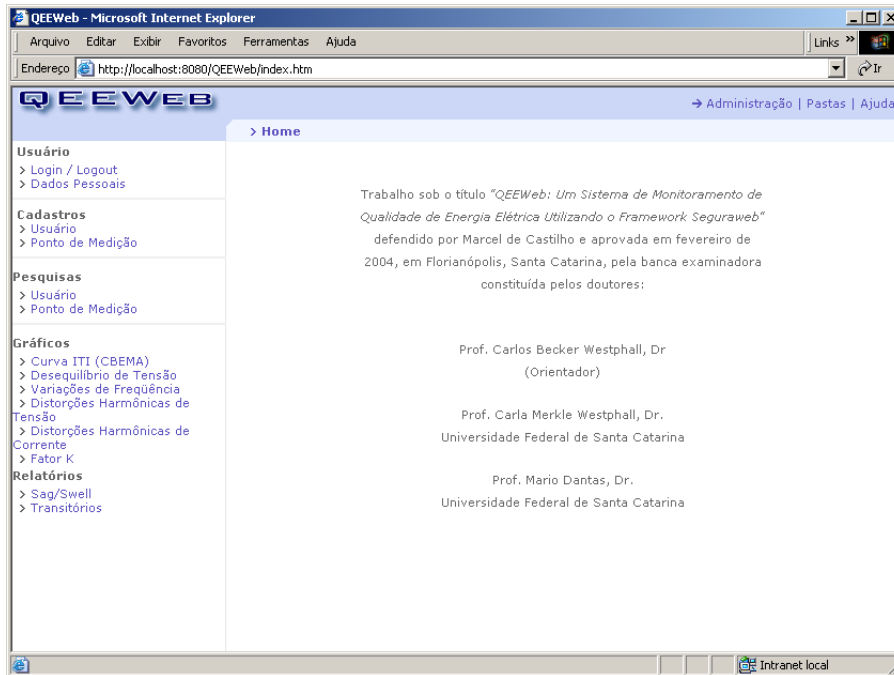 QEEWeb - Microsoft Internet Explorer
Arquivo Editar Exibir Favoritos Ferramentas Ajuda Links »
Endereço http://localhost:8080/QEEWeb/index.htm Ir
QEEWEB
→ Administração | Pastas | Ajuda
> Home
Usuário
> Login / Logout
> Dados Pessoais
Cadastros
> Usuário
> Ponto de Medição
Pesquisas
> Usuário
> Ponto de Medição
Gráficos
> Curva ITI (CBEMA)
> Desequilíbrio de Tensão
> Variações de Freqüência
> Distorções Harmônicas de
Tensão
> Distorções Harmônicas de
Corrente
> Fator K
Relatórios
> Sag/Swell
> Transitórios
Trabalho sob o título "QEEWeb: Um Sistema de Monitoramento de
Qualidade de Energia Elétrica Utilizando o Framework Seguraweb"
defendido por Marcel de Castilho e aprovada em fevereiro de
2004, em Florianópolis, Santa Catarina, pela banca examinadora
constituída pelos doutores:
Prof. Carlos Becker Westphall, Dr
(Orientador)
Prof. Carla Merkle Westphall, Dr.
Universidade Federal de Santa Catarina
Prof. Mario Dantas, Dr.
Universidade Federal de Santa Catarina
Intranet local